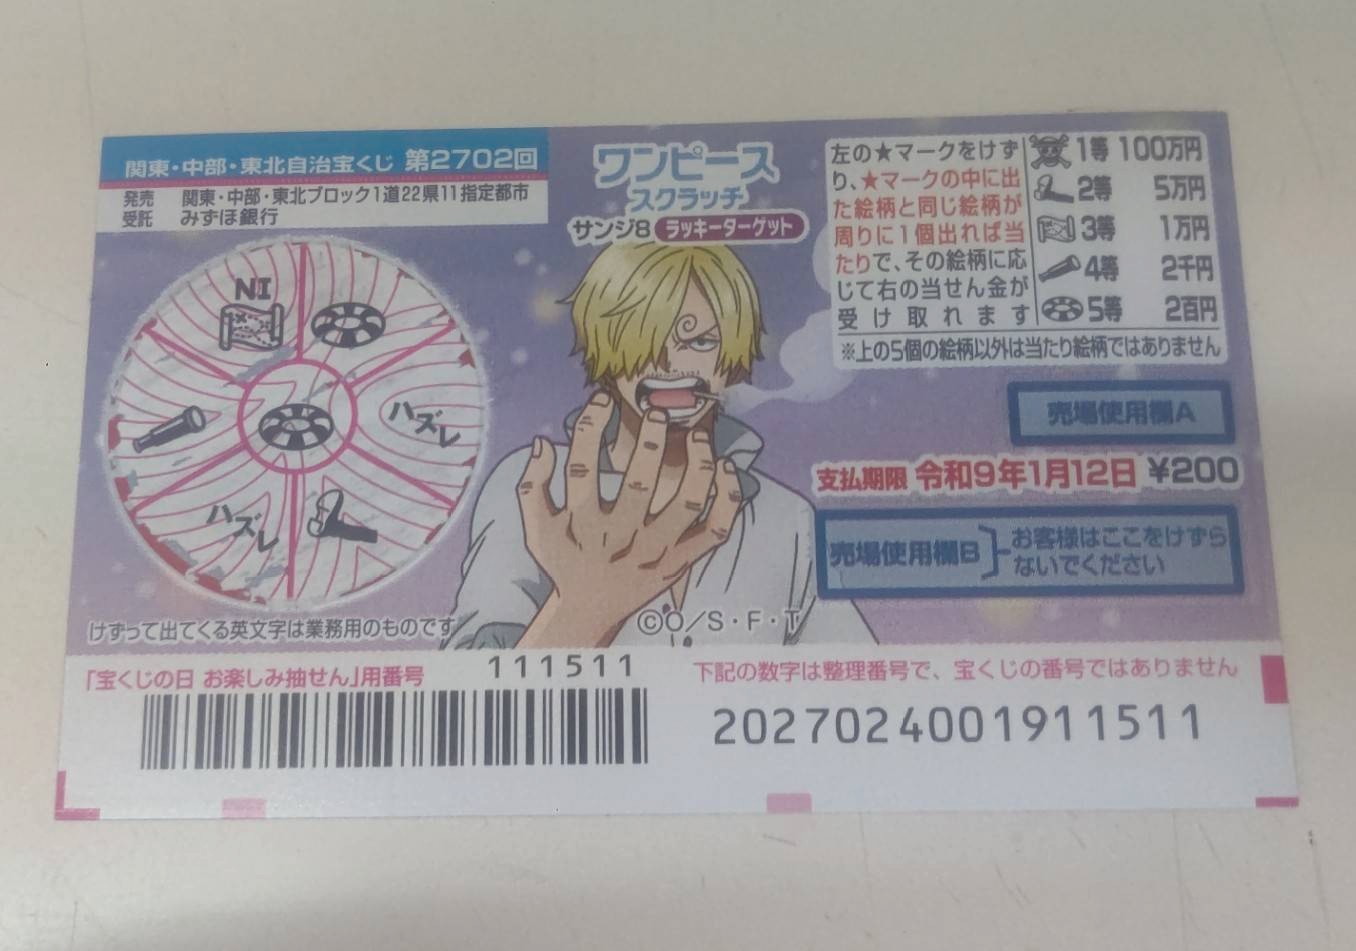 関東・中部・東北自治宝くじ 第2702回
発売 関東・中部・東北ブロック1道22県11指定都市
受託 みずほ銀行
ワンピース
スクラッチ
サンジ8 ラッキーターゲット
左の★マークをけず
り、★マークの中に出
た絵柄と同じ絵柄が
周りに1個出れば当
たりで、その絵柄に応
じて右の当せん金が
受け取れます
1等 100万円
2等 5万円
3等 1万円
4等 2千円
5等 2百円
※上の5個の絵柄以外は当たり絵柄ではありません
NI
ハズレ
ハズレ
売場使用欄A
支払期限 令和9年1月12日 ¥200
売場使用欄B
お客様はここをけずら
ないでください
©O/S・F・T
けずって出てくる英文字は業務用のものです
「宝くじの日 お楽しみ抽せん」用番号 111511
下記の数字は整理番号で、宝くじの番号ではありません
2027024001911511